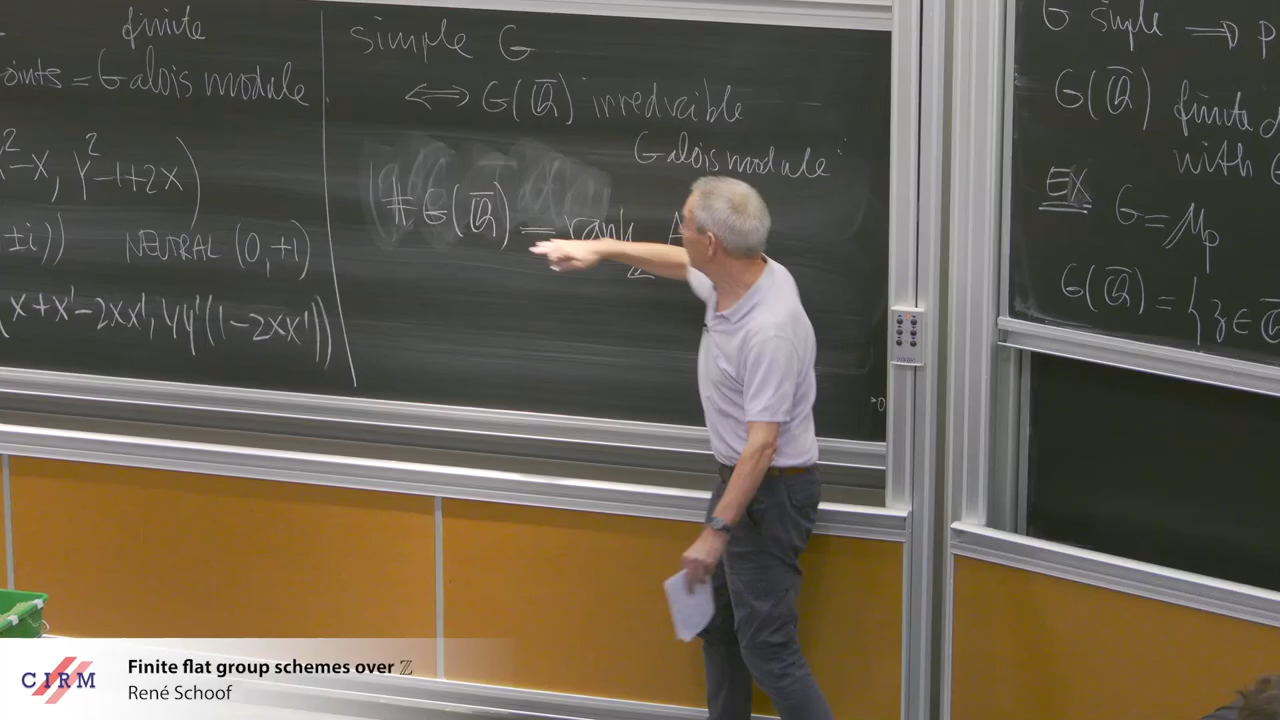 finite
oints = Galois module
²-x, y²-1+2x)
±i)) NEUTRAL (0,+1)
(x+x'-2xx', yy'(1-2xx'))
simple G
⟺ G(ℚ̅) irreducible
Galois module
# G(ℚ̅) = rank A
ℤ
G simple ⟹ P
G(ℚ̅) finite
with G
EX G = μp
G(ℚ̅) = {ζ ∈ ℚ̅
CIRM
Finite flat group schemes over ℤ
René Schoof